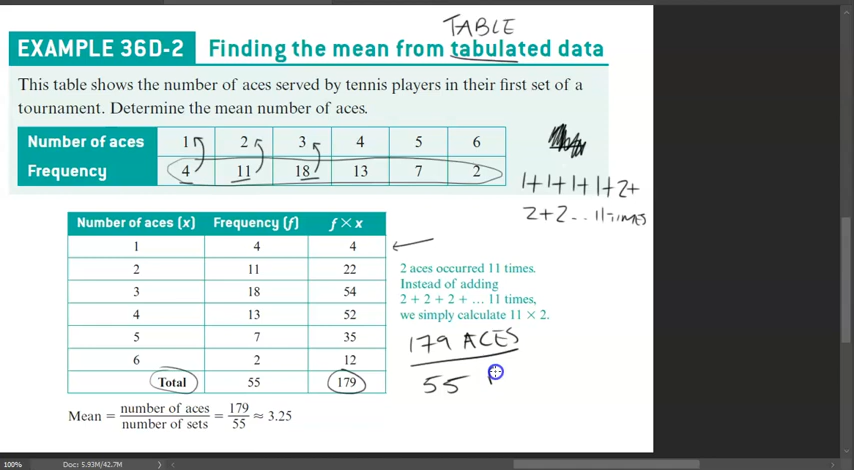 TABLE
EXAMPLE 36D-2 Finding the mean from tabulated data
This table shows the number of aces served by tennis players in their first set of a
tournament. Determine the mean number of aces.
Number of aces 1 2 3 4 5 6
Frequency 4 11 18 13 7 2
1+1+1+1+2+
2+2... 11 TIMES
Number of aces (x) Frequency (f) f×x
1 4 4
2 11 22
3 18 54
4 13 52
5 7 35
6 2 12
Total 55 179
2 aces occurred 11 times.
Instead of adding
2 + 2 + 2 + ... 11 times,
we simply calculate 11 × 2.
179 ACES
55
Mean = number of aces / number of sets = 179 / 55 ≈ 3.25
100% Doc: 5.93M/42.7M